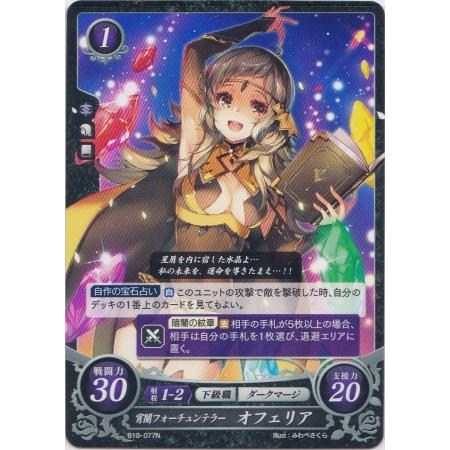 1
星屑を内に宿した水晶よ…
私の未来を、運命を導きたまえ…!!
自作の宝石占い 自 このユニットの攻撃で敵を撃破した時、自分の
デッキの1番上のカードを見てもよい。
暗闇の紋章 支 相手の手札が5枚以上の場合、
相手は自分の手札を1枚選び、退避エリアに
置く。
戦闘力
30
射程 1-2
下級職
ダークマージ
支援力
20
宵闇フォーチュンテラー オフェリア
B10-077N
Illust:みわべさくら